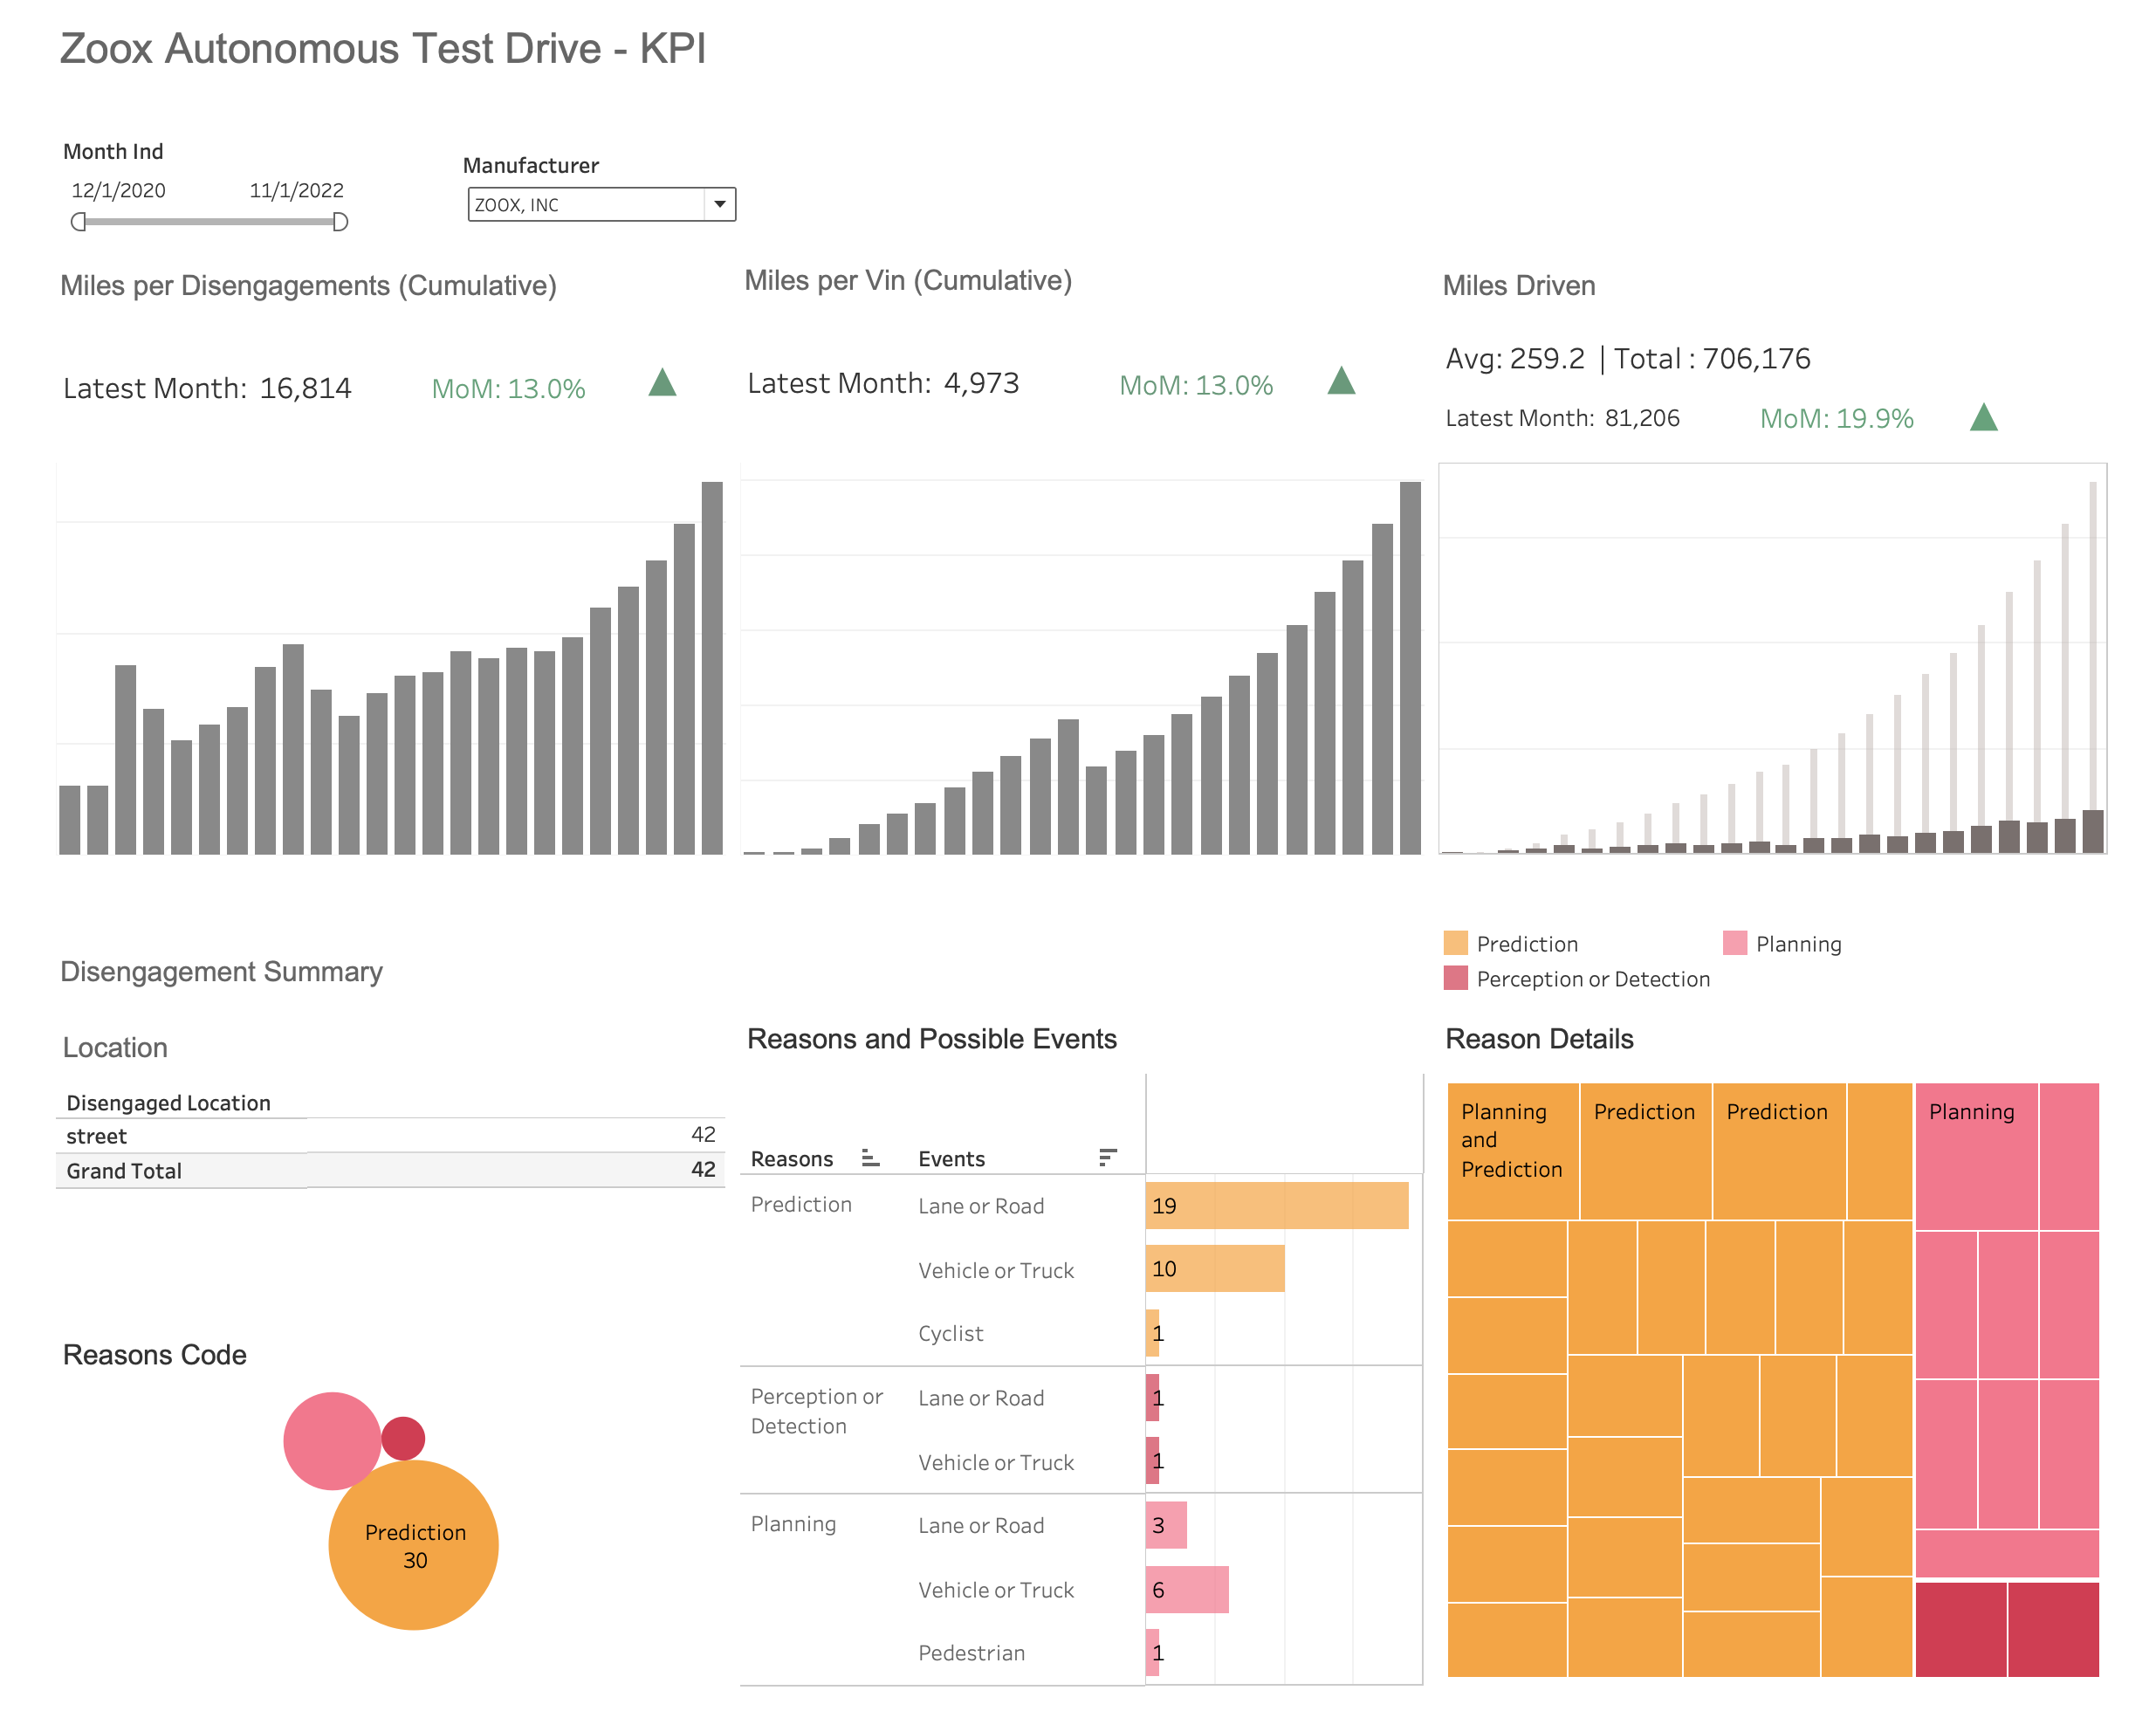 Zoox Autonomous Test Drive - KPI
Month Ind
12/1/2020 11/1/2022
Manufacturer
ZOOX, INC
Miles per Disengagements (Cumulative)
Latest Month: 16,814 MoM: 13.0%
Miles per Vin (Cumulative)
Latest Month: 4,973 MoM: 13.0%
Miles Driven
Avg: 259.2 | Total : 706,176
Latest Month: 81,206 MoM: 19.9%
Disengagement Summary
Location
Disengaged Location
street 42
Grand Total 42
Reasons Code
Prediction
30
Reasons and Possible Events
Reasons Events
Prediction Lane or Road 19
Vehicle or Truck 10
Cyclist 1
Perception or Lane or Road 1
Detection
Vehicle or Truck 1
Planning Lane or Road 3
Vehicle or Truck 6
Pedestrian 1
Prediction Planning
Perception or Detection
Reason Details
Planning
and
Prediction
Prediction
Prediction
Planning